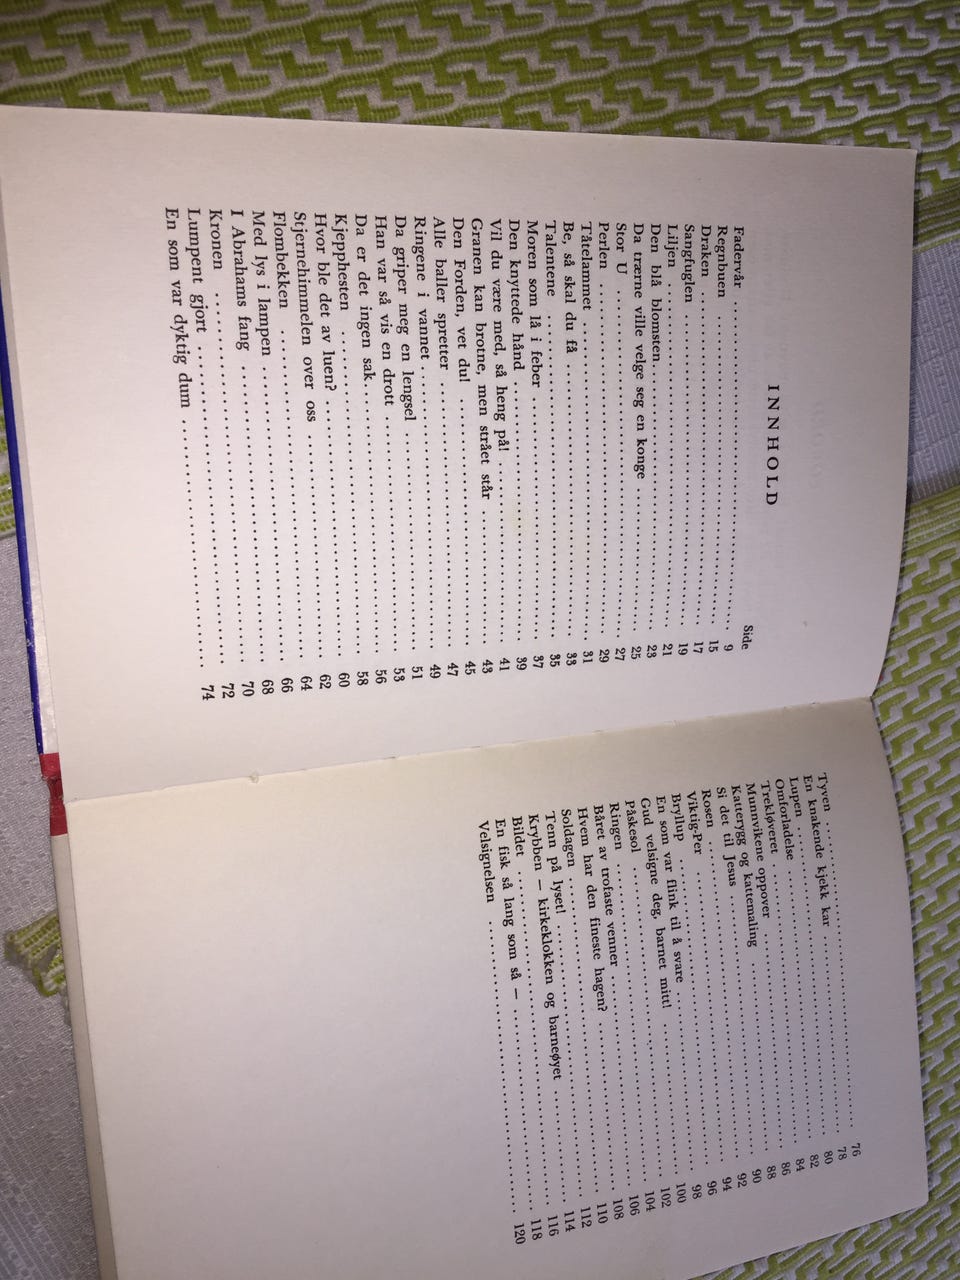 INNHOLD
Side
Fadervår 9
Regnbuen 15
Draken 17
Sangfuglen 19
Liljen 21
Den blå blomsten 23
Da trærne ville velge seg en konge 25
Stor U 27
Perlen 29
Tåtelammet 31
Be, så skal du få 33
Talentene 35
Moren som lå i feber 37
Den knyttede hånd 39
Vil du være med, så heng på! 41
Granen kan brotne, men strået står 43
Den Forden, vet du! 45
Alle baller spretter 47
Ringene i vannet 49
Da griper meg en lengsel 51
Han var så vis en drott 53
Da er det ingen sak 56
Kjepphesten 58
Hvor ble det av luen? 60
Stjernehimmelen over oss 62
Flombekken 64
Med lys i lampen 66
I Abrahams fang 68
Kronen 70
Lumpent gjort 72
En som var dyktig dum 74
Tyven 76
En knakende kjekk kar 78
Lupen 80
Omforladelse 82
Trekløveret 84
Munnvikene oppover 86
Katterygg og kattemaling 88
Si det til Jesus 90
Rosen 92
Viktig-Per 94
Bryllup 96
En som var flink til å svare 98
Gud velsigne deg, barnet mitt! 100
Påskesol 102
Ringen 104
Båret av trofaste venner 106
Hvem har den fineste hagen? 108
Soldagen 110
Tenn på lyset! 112
Krybben — kirkeklokken og barneøyet 114
Bildet 116
En fisk så lang som så — 118
Velsignelsen 120